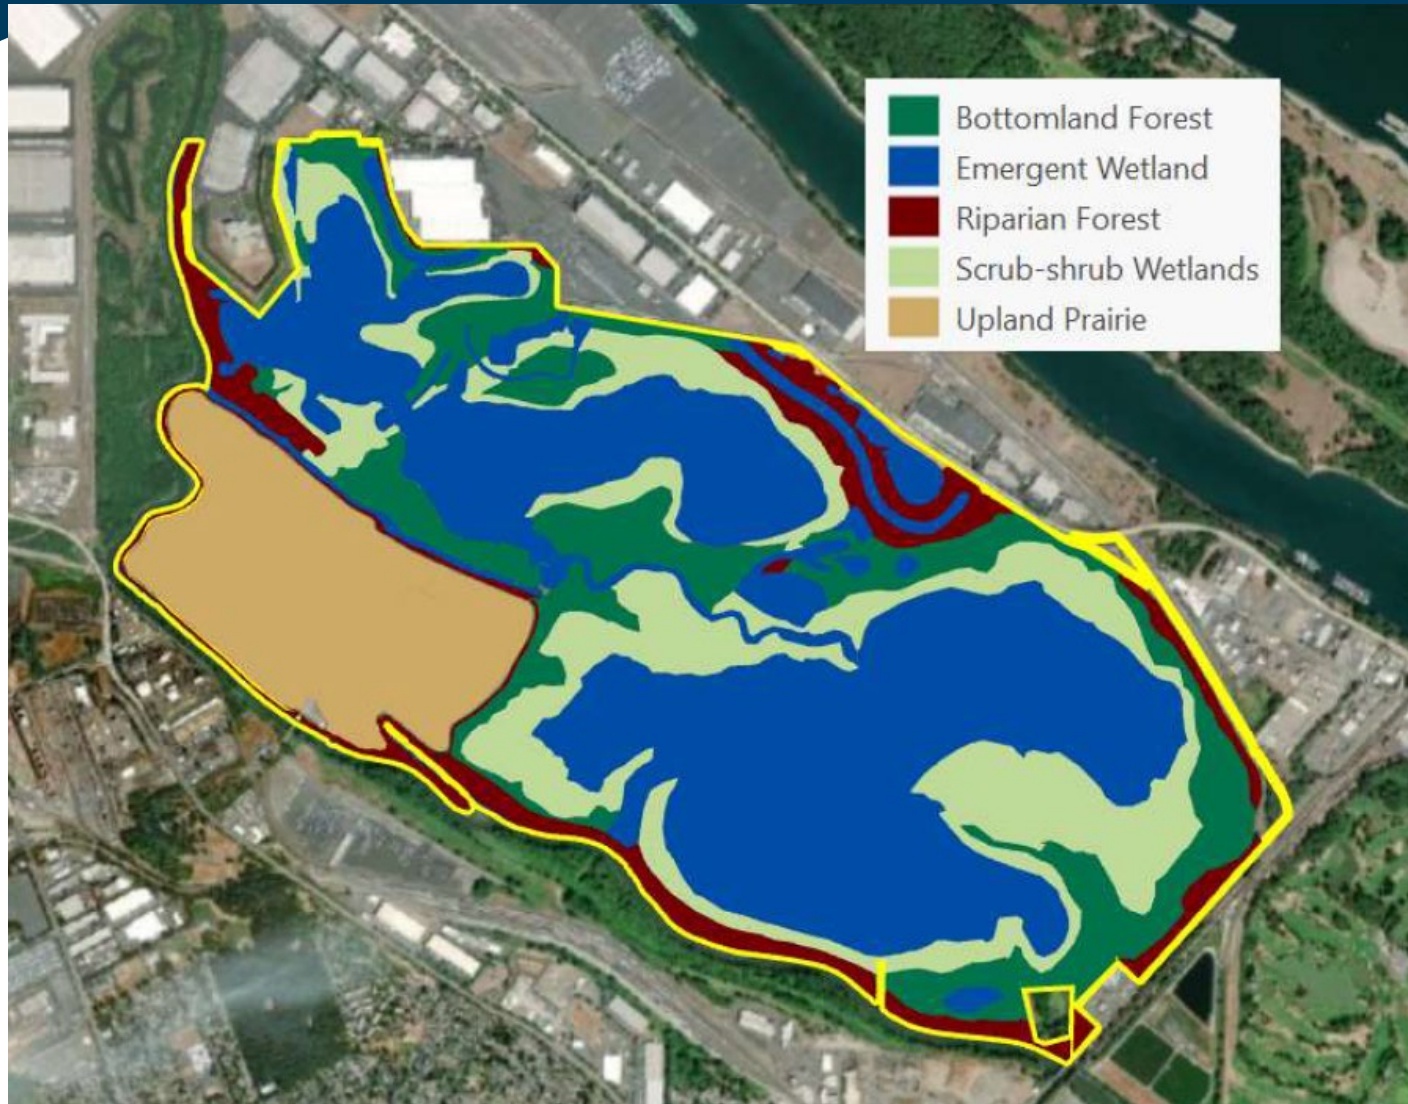 Bottomland Forest
Emergent Wetland
Riparian Forest
Scrub-shrub Wetlands
Upland Prairie